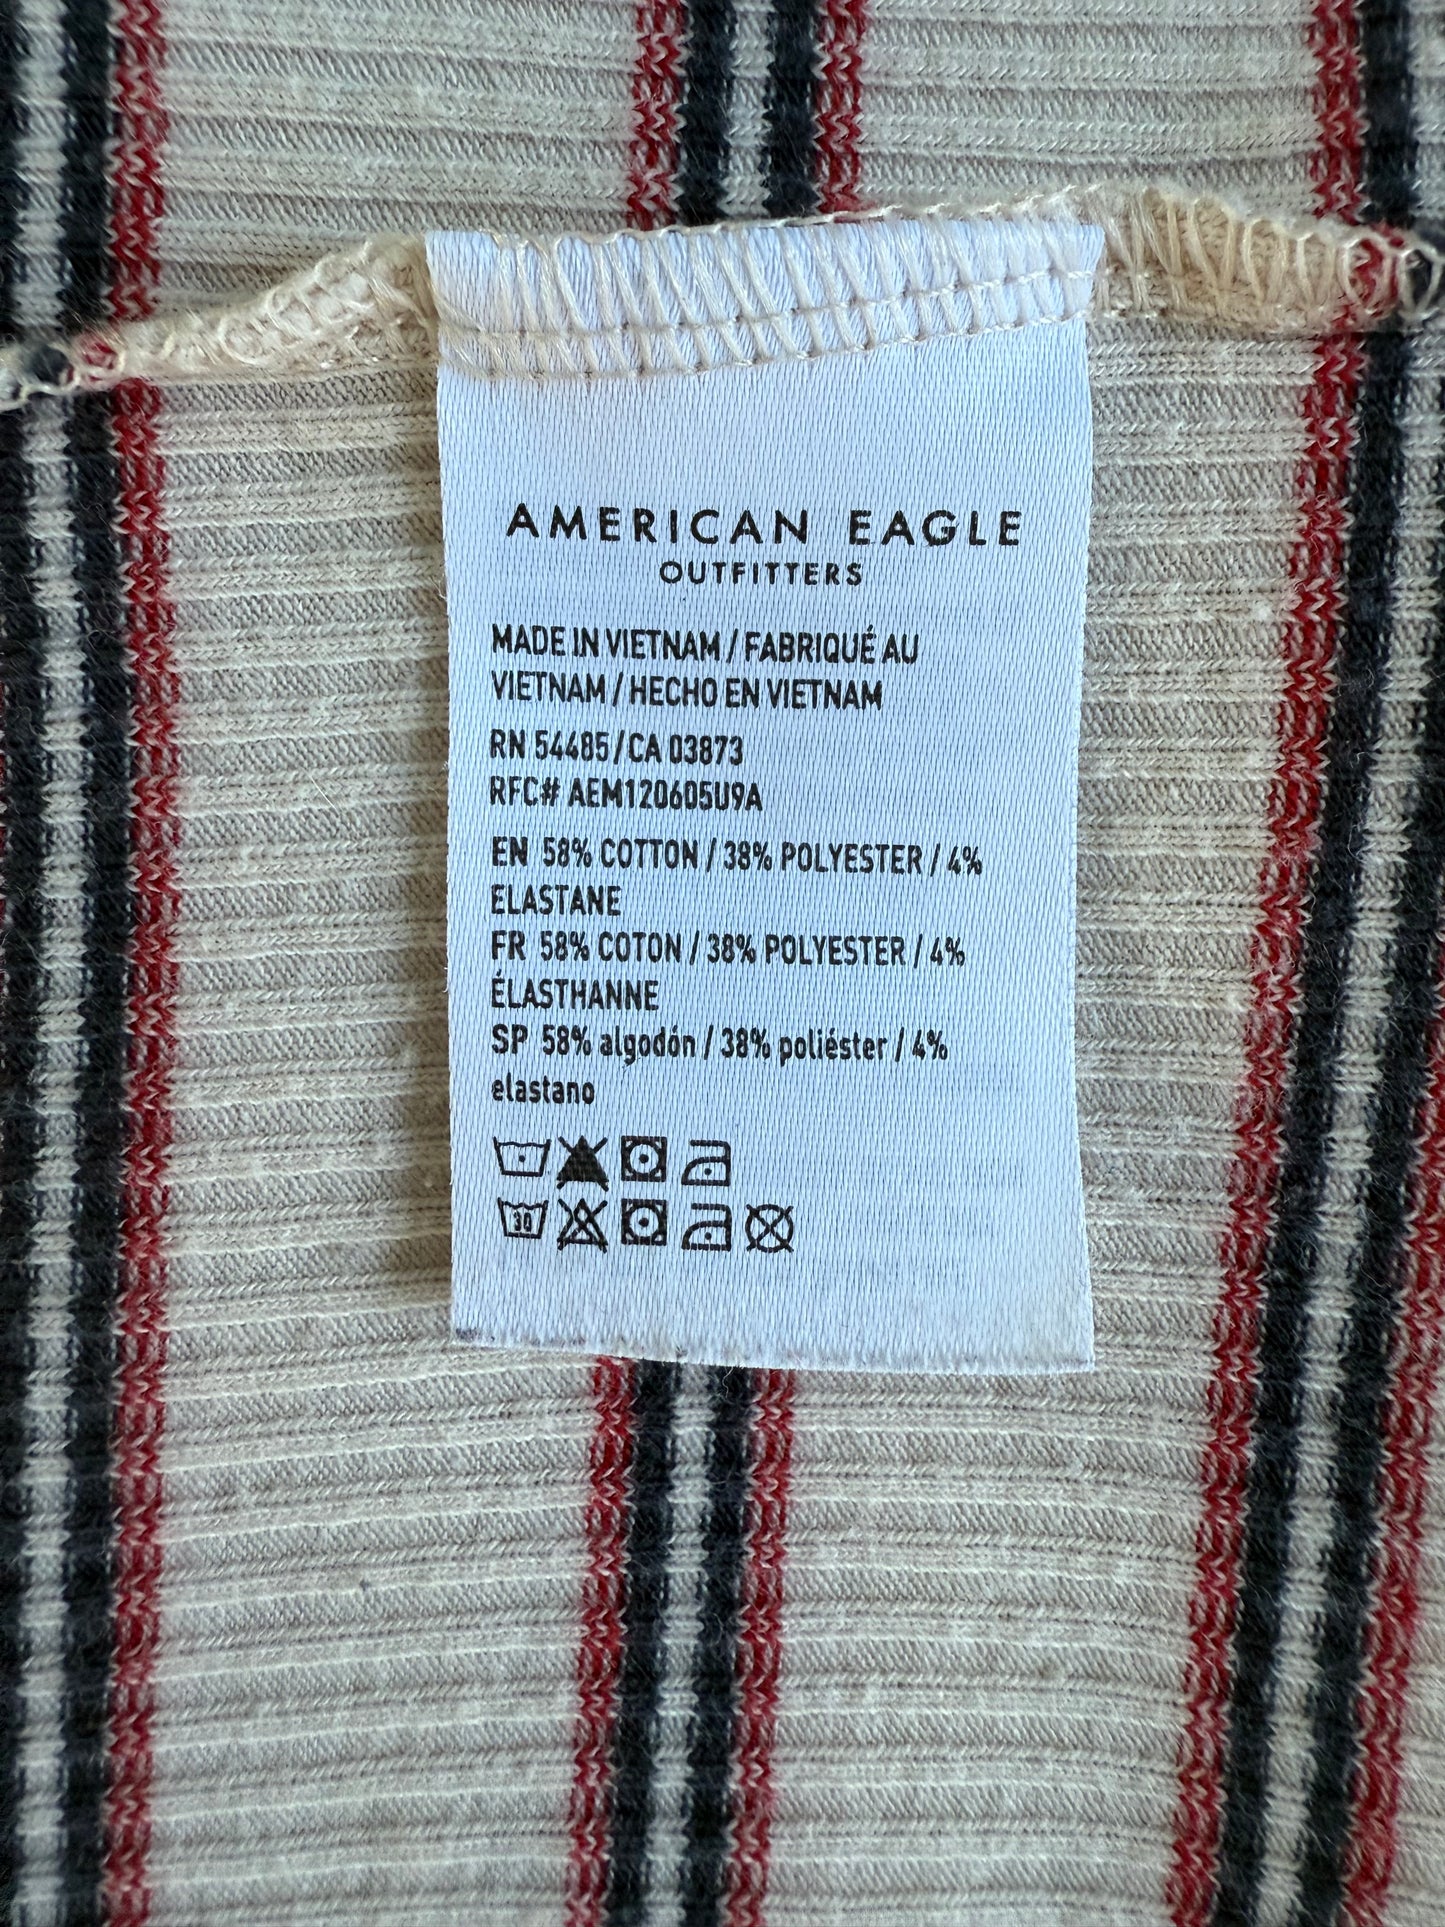 AMERICAN EAGLE
OUTFITTERS
MADE IN VIETNAM / FABRIQUÉ AU
VIETNAM / HECHO EN VIETNAM
RN 54485/CA 03873
RFC# AEM120605U9A
EN 58% COTTON / 38% POLYESTER / 4%
ELASTANE
FR 58% COTON / 38% POLYESTER / 4%
ÉLASTHANNE
SP 58% algodón / 38% poliéster / 4%
elastano
30